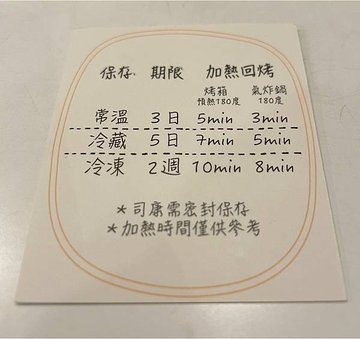 保存 期限 加熱回烤
烤箱 氣炸鍋
預熱180度 180度
常溫 3日 5min 3min
冷藏 5日 7min 5min
冷凍 2週 10min 8min
*司康需密封保存
*加熱時間僅供參考